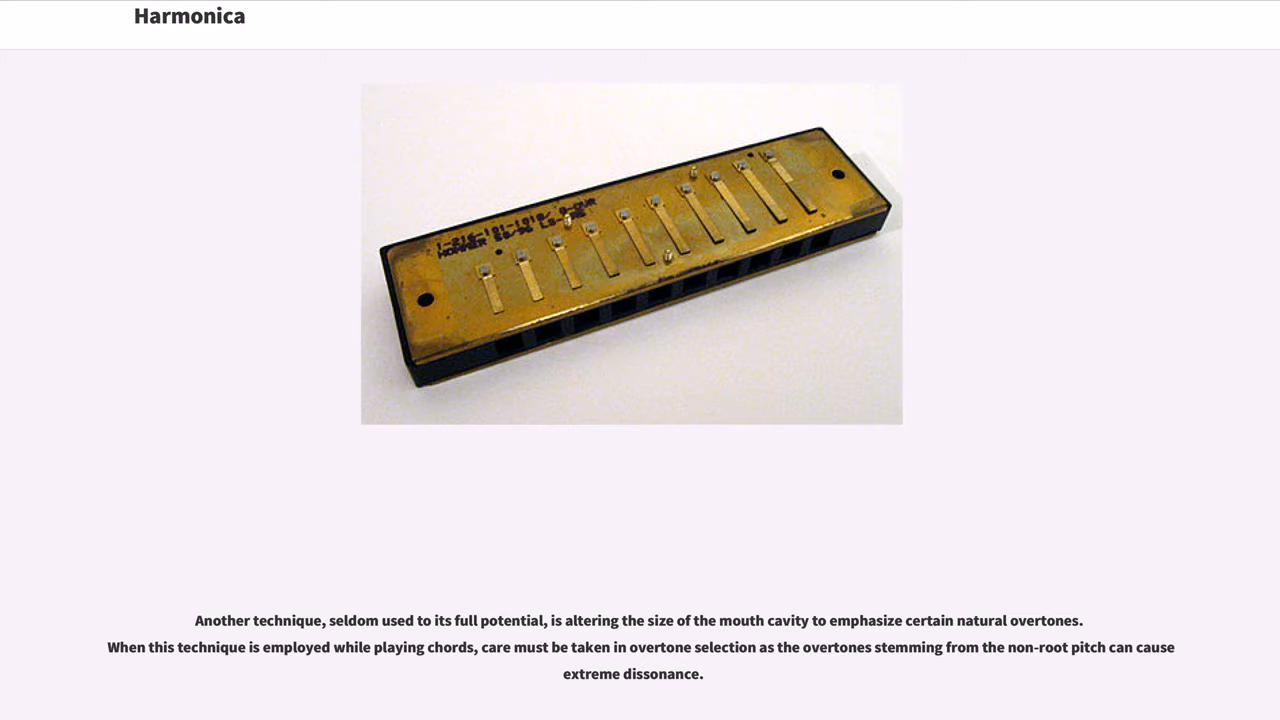 Harmonica
Another technique, seldom used to its full potential, is altering the size of the mouth cavity to emphasize certain natural overtones.
When this technique is employed while playing chords, care must be taken in overtone selection as the overtones stemming from the non-root pitch can cause
extreme dissonance.